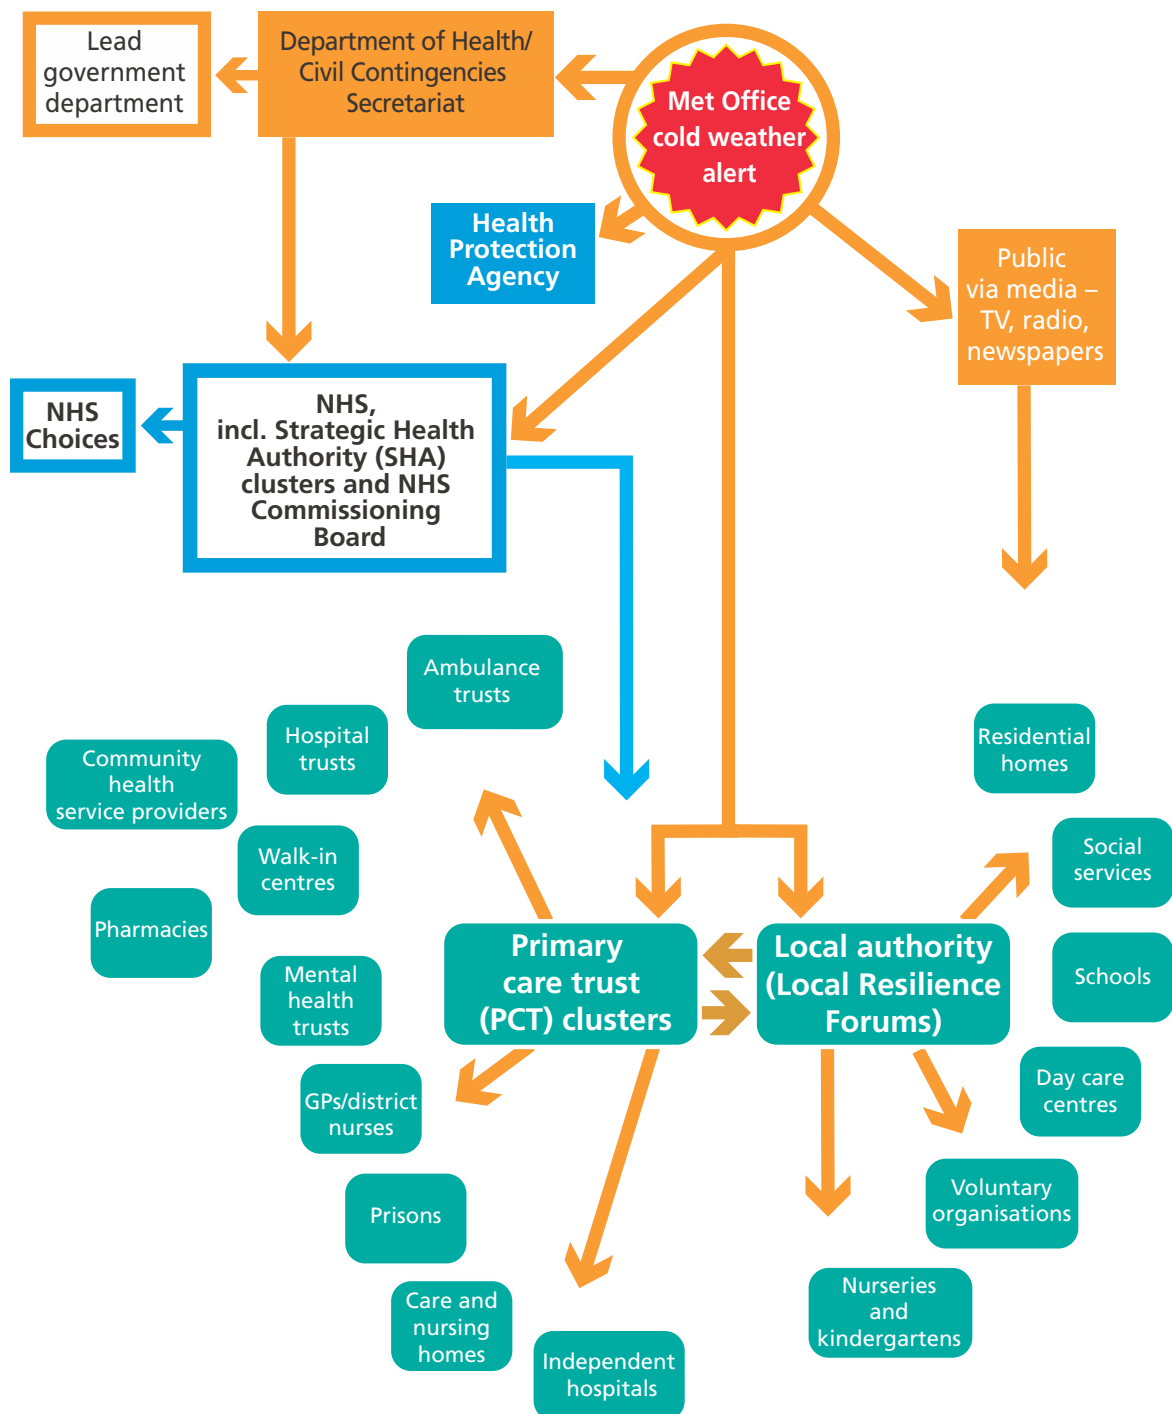 Lead
government
department
Department of Health/
Civil Contingencies
Secretariat
Met Office
cold weather
alert
Health
Protection
Agency
Public
via media –
TV, radio,
newspapers
NHS
Choices
NHS,
incl. Strategic Health
Authority (SHA)
clusters and NHS
Commissioning
Board
Ambulance
trusts
Hospital
trusts
Community
health
service providers
Walk-in
centres
Pharmacies
Mental
health
trusts
GPs/district
nurses
Prisons
Care and
nursing
homes
Independent
hospitals
Primary
care trust
(PCT) clusters
Local authority
(Local Resilience
Forums)
Residential
homes
Social
services
Schools
Day care
centres
Voluntary
organisations
Nurseries
and
kindergartens